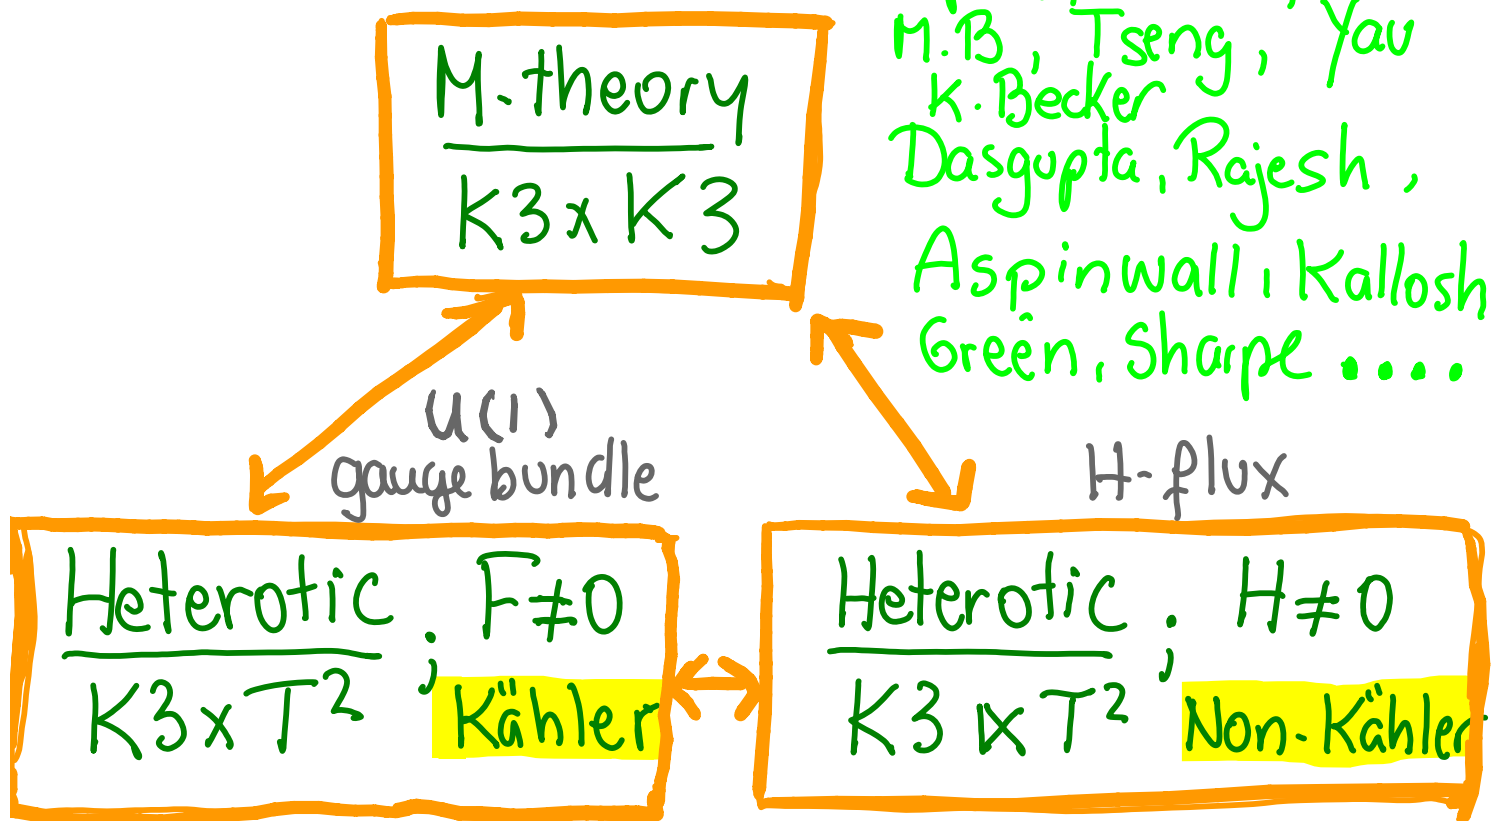 M.B, Tseng, Yau
K. Becker
Dasgupta, Rajesh,
Aspinwall, Kallosh
Green, Sharpe ....
M-theory
K3 x K3
U(1)
gauge bundle
H-flux
Heterotic ; F≠0
K3 x T²
Kähler
Heterotic ; H≠0
K3 ⋉ T²
Non-Kähler